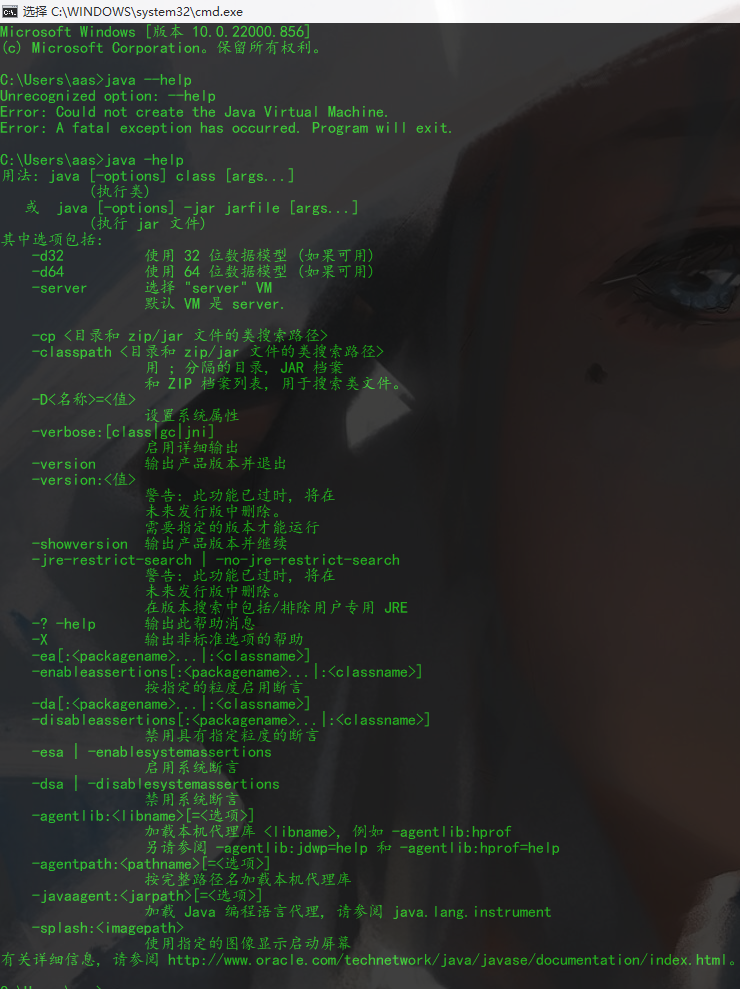 选择 C:\WINDOWS\system32\cmd.exe
Microsoft Windows [版本 10.0.22000.856]
(c) Microsoft Corporation。保留所有权利。
C:\Users\aas>java --help
Unrecognized option: --help
Error: Could not create the Java Virtual Machine.
Error: A fatal exception has occurred. Program will exit.
C:\Users\aas>java -help
用法: java [-options] class [args...]
(执行类)
或 java [-options] -jar jarfile [args...]
(执行 jar 文件)
其中选项包括:
-d32 使用 32 位数据模型 (如果可用)
-d64 使用 64 位数据模型 (如果可用)
-server 选择 "server" VM
默认 VM 是 server.
-cp <目录和 zip/jar 文件的类搜索路径>
-classpath <目录和 zip/jar 文件的类搜索路径>
用 ; 分隔的目录, JAR 档案
和 ZIP 档案列表, 用于搜索类文件。
-D<名称>=<值>
设置系统属性
-verbose:[class|gc|jni]
启用详细输出
-version 输出产品版本并退出
-version:<值>
警告: 此功能已过时, 将在
未来发行版中删除。
需要指定的版本才能运行
-showversion 输出产品版本并继续
-jre-restrict-search | -no-jre-restrict-search
警告: 此功能已过时, 将在
未来发行版中删除。
在版本搜索中包括/排除用户专用 JRE
-? -help 输出此帮助消息
-X 输出非标准选项的帮助
-ea[:<packagename>...|:<classname>]
-enableassertions[:<packagename>...|:<classname>]
按指定的粒度启用断言
-da[:<packagename>...|:<classname>]
-disableassertions[:<packagename>...|:<classname>]
禁用具有指定粒度的断言
-esa | -enablesystemassertions
启用系统断言
-dsa | -disablesystemassertions
禁用系统断言
-agentlib:<libname>[=<选项>]
加载本机代理库 <libname>, 例如 -agentlib:hprof
另请参阅 -agentlib:jdwp=help 和 -agentlib:hprof=help
-agentpath:<pathname>[=<选项>]
按完整路径名加载本机代理库
-javaagent:<jarpath>[=<选项>]
加载 Java 编程语言代理, 请参阅 java.lang.instrument
-splash:<imagepath>
使用指定的图像显示启动屏幕
有关详细信息, 请参阅 http://www.oracle.com/technetwork/java/javase/documentation/index.html。